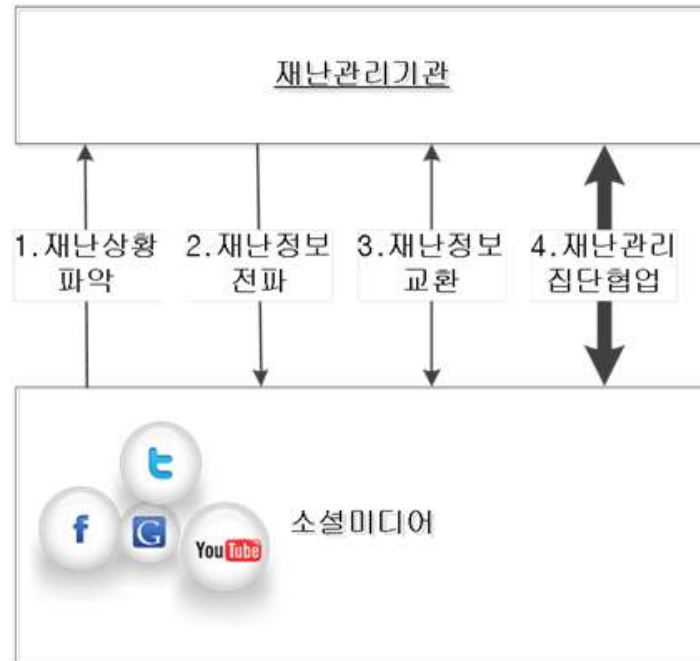 재난관리기관
1.재난상황
파악
2.재난정보
전파
3.재난정보
교환
4.재난관리
집단협업
t
f
G
YouTube
소셜미디어